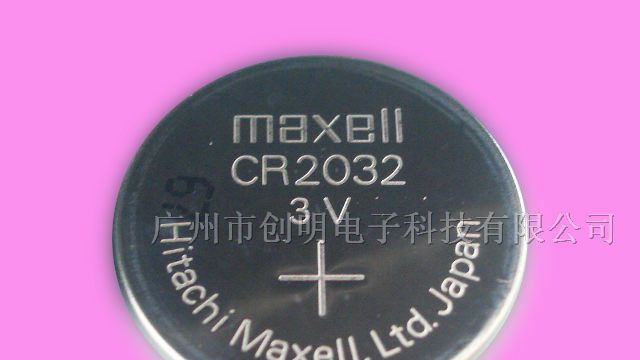 maxell
CR2032
3 V
广州市创明电子科技有限公司
+
Hitachi Maxell, Ltd. Japan